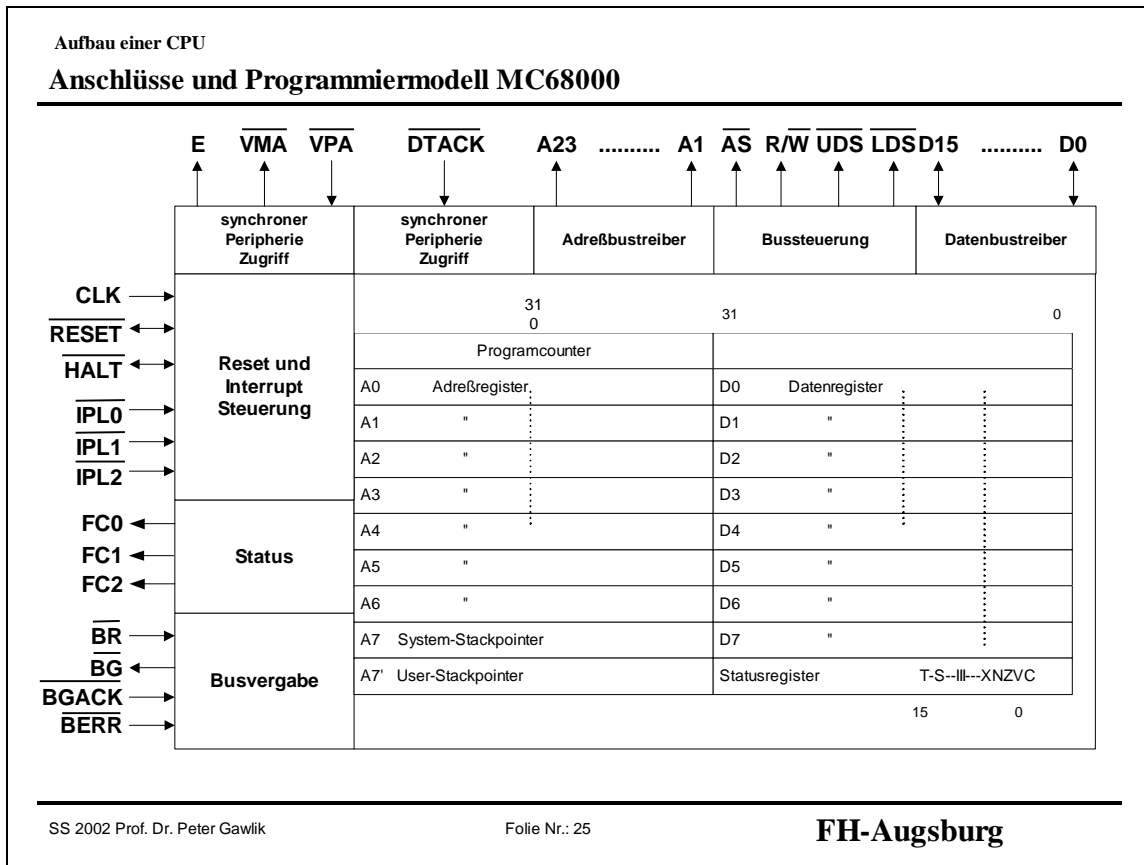 Aufbau einer CPU
Anschlüsse und Programmiermodell MC68000
E VMA VPA DTACK A23 .......... A1 AS R/W UDS LDS D15 .......... D0
synchroner Peripherie Zugriff
synchroner Peripherie Zugriff
Adreßbustreiber
Bussteuerung
Datenbustreiber
CLK
RESET
HALT
IPL0
IPL1
IPL2
FC0
FC1
FC2
BR
BG
BGACK
BERR
Reset und
Interrupt
Steuerung
Status
Busvergabe
31
0
31 0
Programcounter
A0 Adreßregister
A1 "
A2 "
A3 "
A4 "
A5 "
A6 "
A7 System-Stackpointer
A7' User-Stackpointer
D0 Datenregister
D1 "
D2 "
D3 "
D4 "
D5 "
D6 "
D7 "
Statusregister T-S--III---XNZVC
15 0
SS 2002 Prof. Dr. Peter Gawlik
Folie Nr.: 25
FH-Augsburg